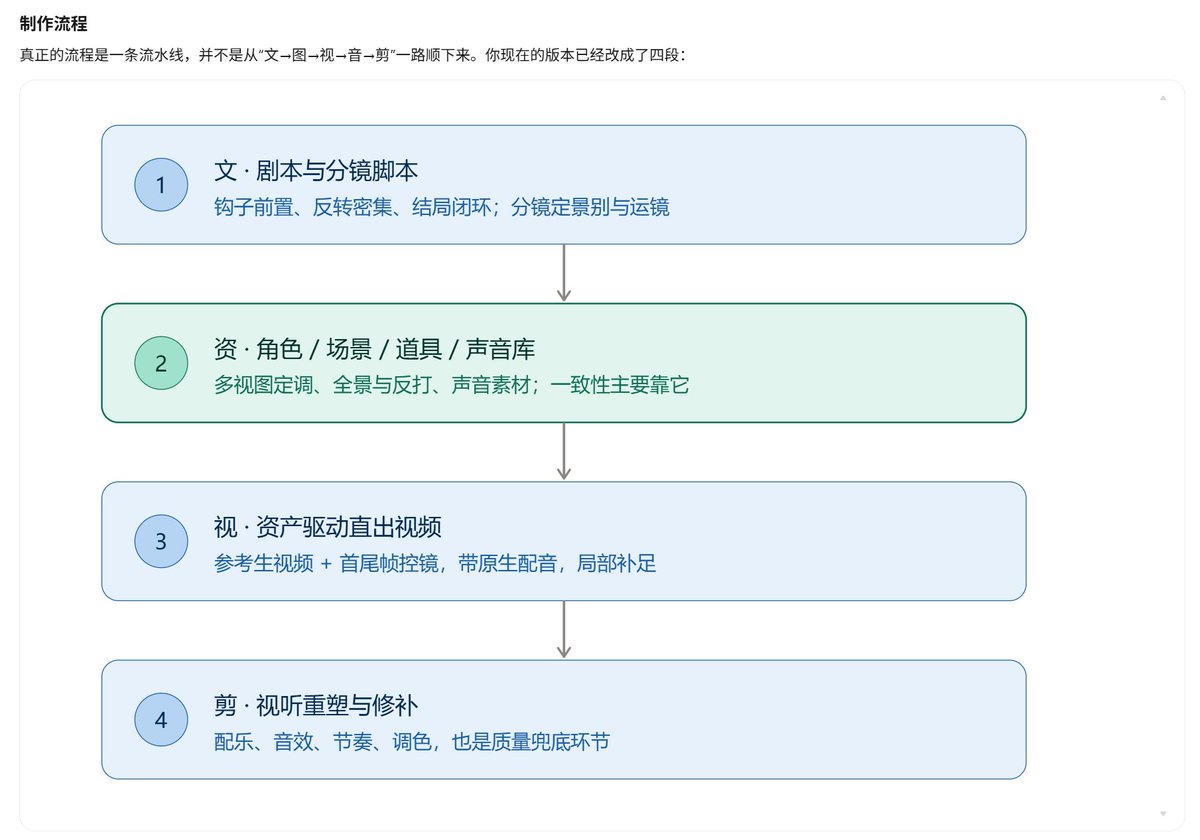 制作流程
真正的流程是一条流水线，并不是从“文→图→视→音→剪”一路顺下来。你现在的版本已经改成了四段：
1
文 · 剧本与分镜脚本
钩子前置、反转密集、结局闭环；分镜定景别与运镜
2
资 · 角色 / 场景 / 道具 / 声音库
多视图定调、全景与反打、声音素材；一致性主要靠它
3
视 · 资产驱动直出视频
参考生视频 + 首尾帧控镜，带原生配音，局部补足
4
剪 · 视听重塑与修补
配乐、音效、节奏、调色，也是质量兜底环节